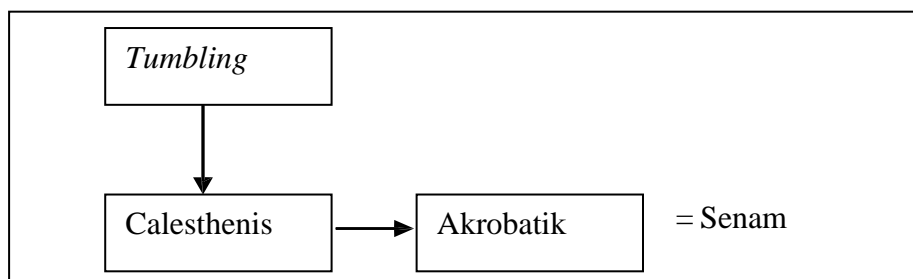 Tumbling
Calesthenis Akrobatik = Senam